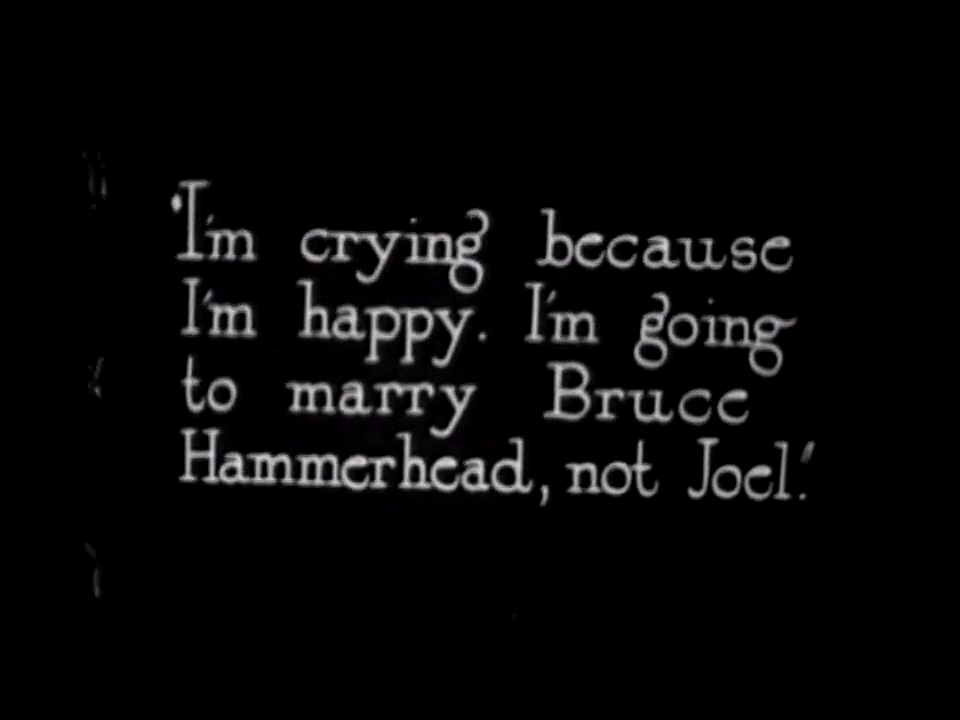 'I'm crying because
I'm happy. I'm going
to marry Bruce
Hammerhead, not Joel.'